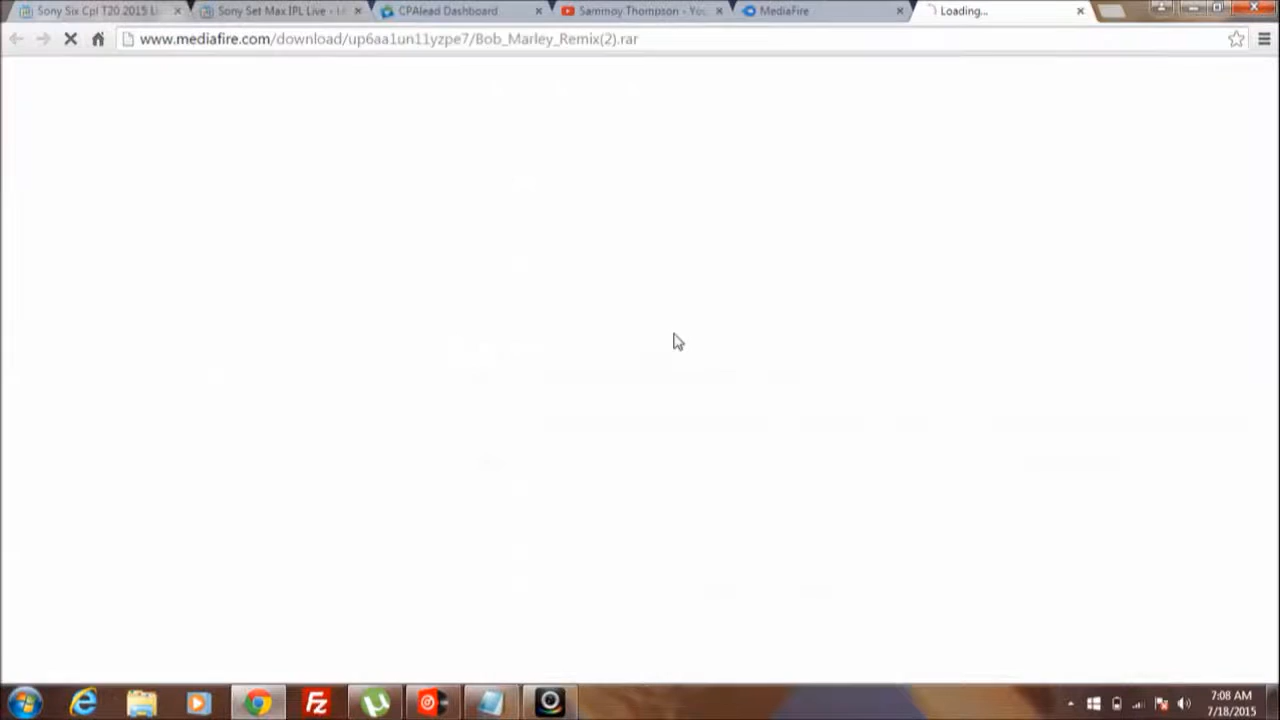 Sony Six Cpl T20 2015 Li
Sony Set Max IPL Live - I
CPAlead Dashboard
Sammoy Thompson - You
MediaFire
Loading...
www.mediafire.com/download/up6aa1un11yzpe7/Bob_Marley_Remix(2).rar
7:08 AM
7/18/2015